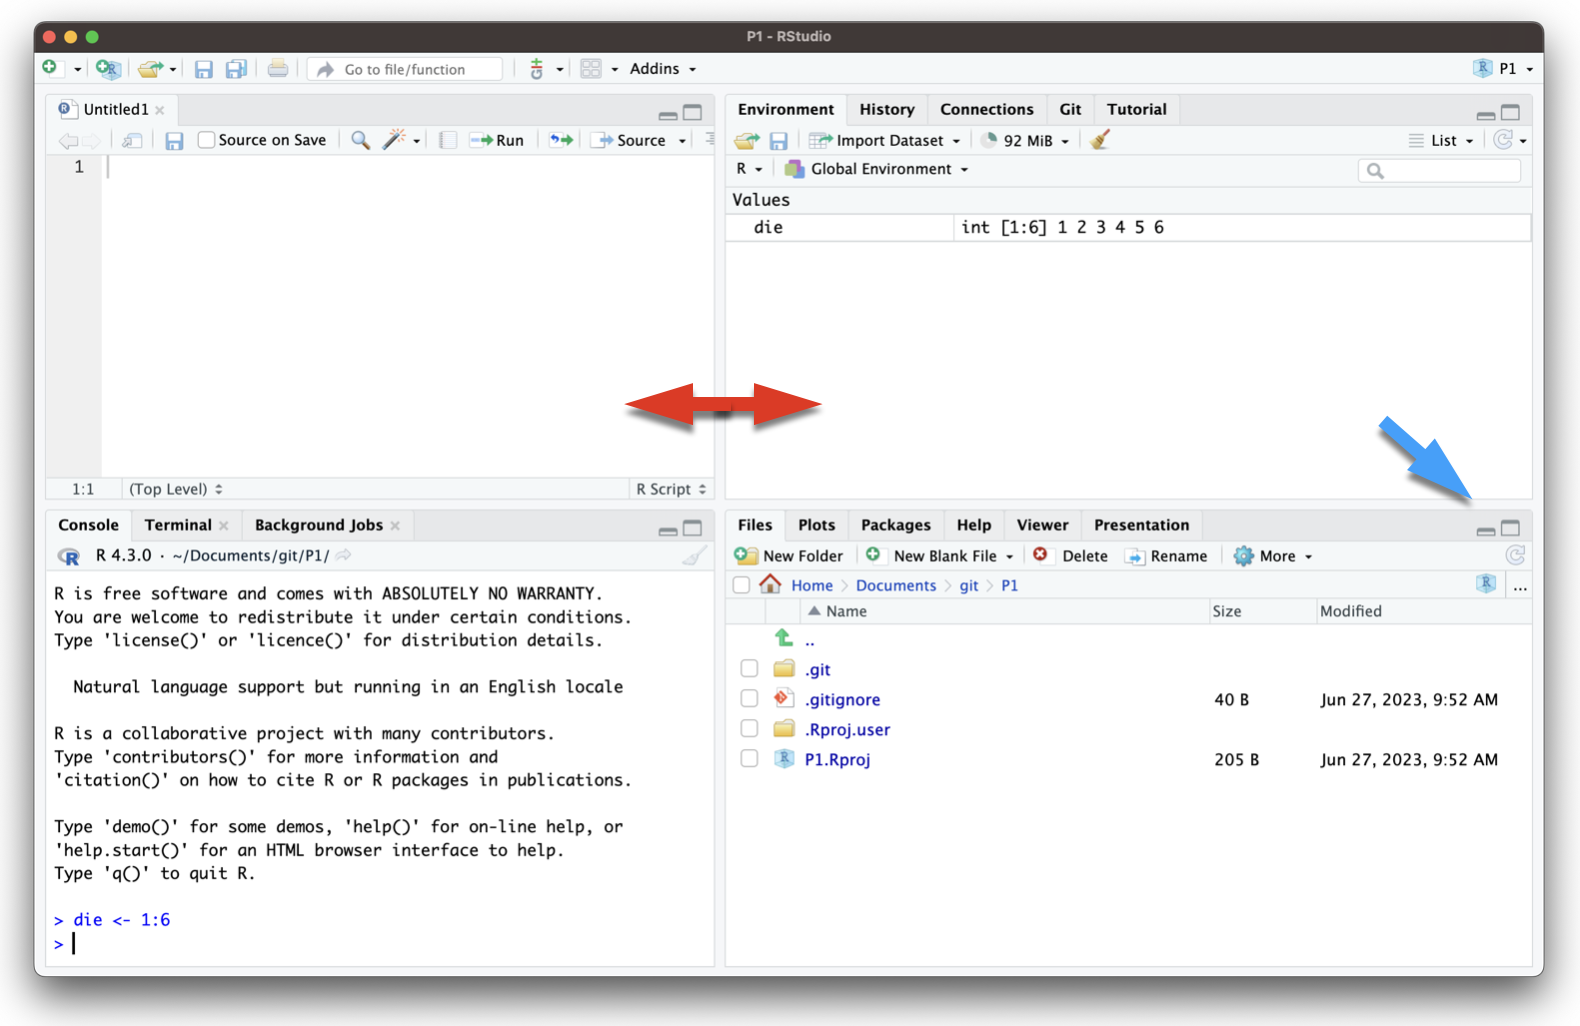 P1 - RStudio
Go to file/function
Addins
P1
Untitled1
Source on Save
Run
Source
1
1:1
(Top Level)
R Script
Environment
History
Connections
Git
Tutorial
Import Dataset
92 MiB
List
R
Global Environment
Values
die
int [1:6] 1 2 3 4 5 6
Console
Terminal
Background Jobs
R 4.3.0 · ~/Documents/git/P1/
R is free software and comes with ABSOLUTELY NO WARRANTY.
You are welcome to redistribute it under certain conditions.
Type 'license()' or 'licence()' for distribution details.
Natural language support but running in an English locale
R is a collaborative project with many contributors.
Type 'contributors()' for more information and
'citation()' on how to cite R or R packages in publications.
Type 'demo()' for some demos, 'help()' for on-line help, or
'help.start()' for an HTML browser interface to help.
Type 'q()' to quit R.
> die <- 1:6
>
Files
Plots
Packages
Help
Viewer
Presentation
New Folder
New Blank File
Delete
Rename
More
Home > Documents > git > P1
...
Name
Size
Modified
..
.git
.gitignore 40 B Jun 27, 2023, 9:52 AM
.Rproj.user
P1.Rproj 205 B Jun 27, 2023, 9:52 AM